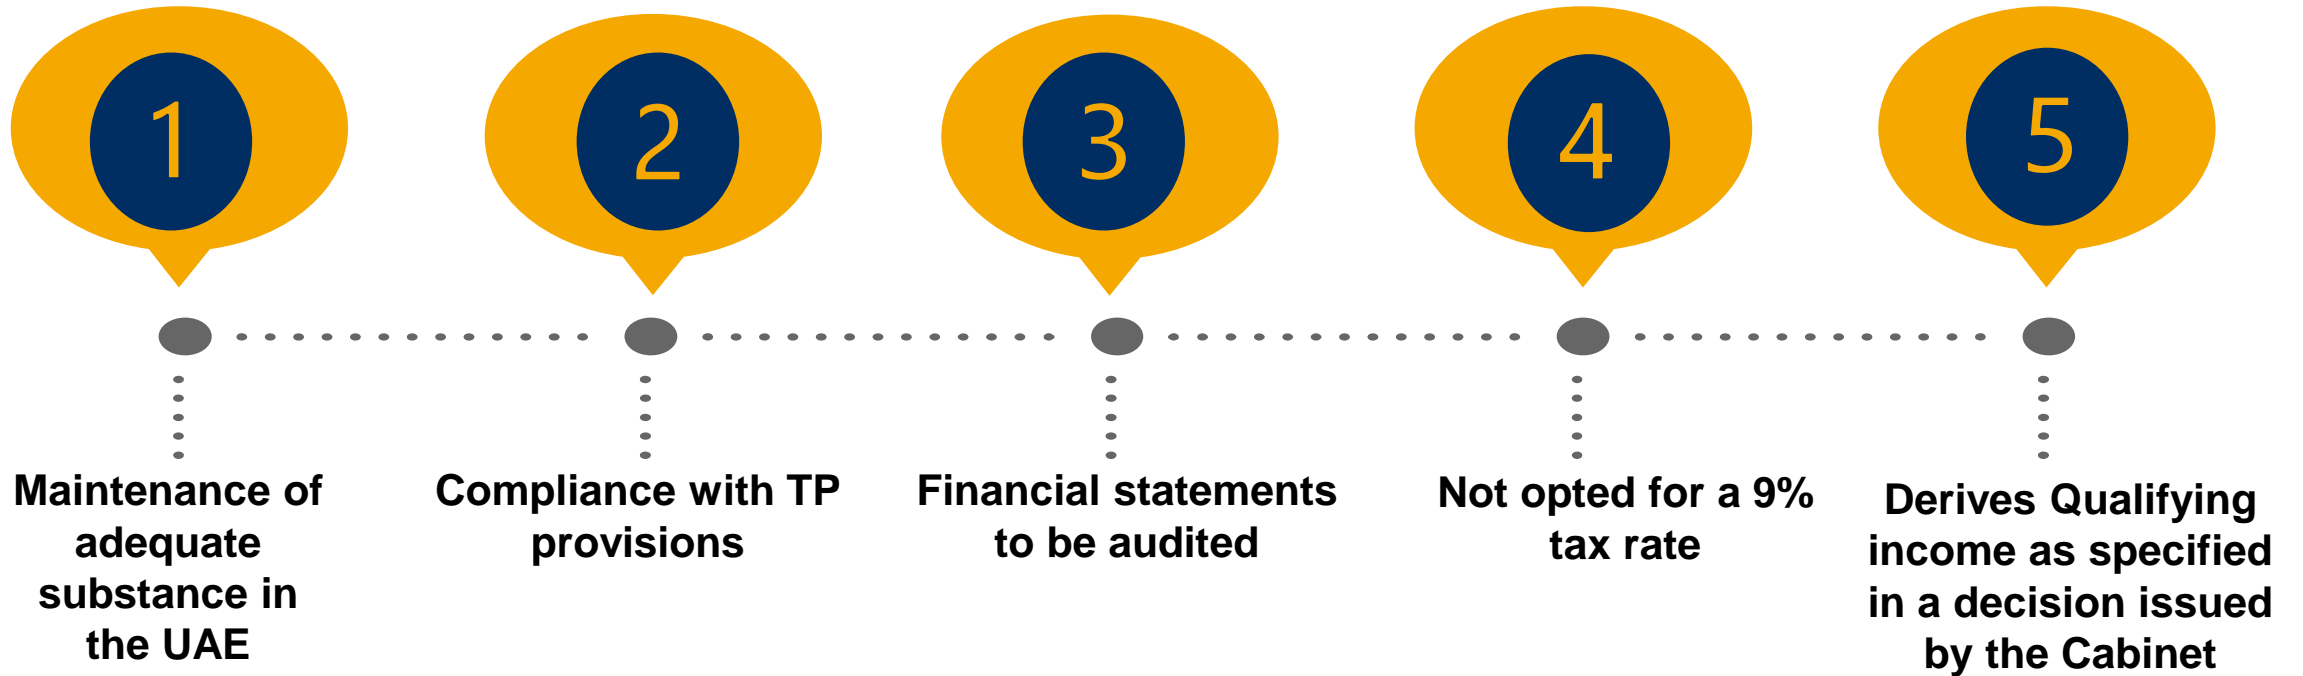 1
Maintenance of
adequate
substance in
the UAE
2
Compliance with TP
provisions
3
Financial statements
to be audited
4
Not opted for a 9%
tax rate
5
Derives Qualifying
income as specified
in a decision issued
by the Cabinet